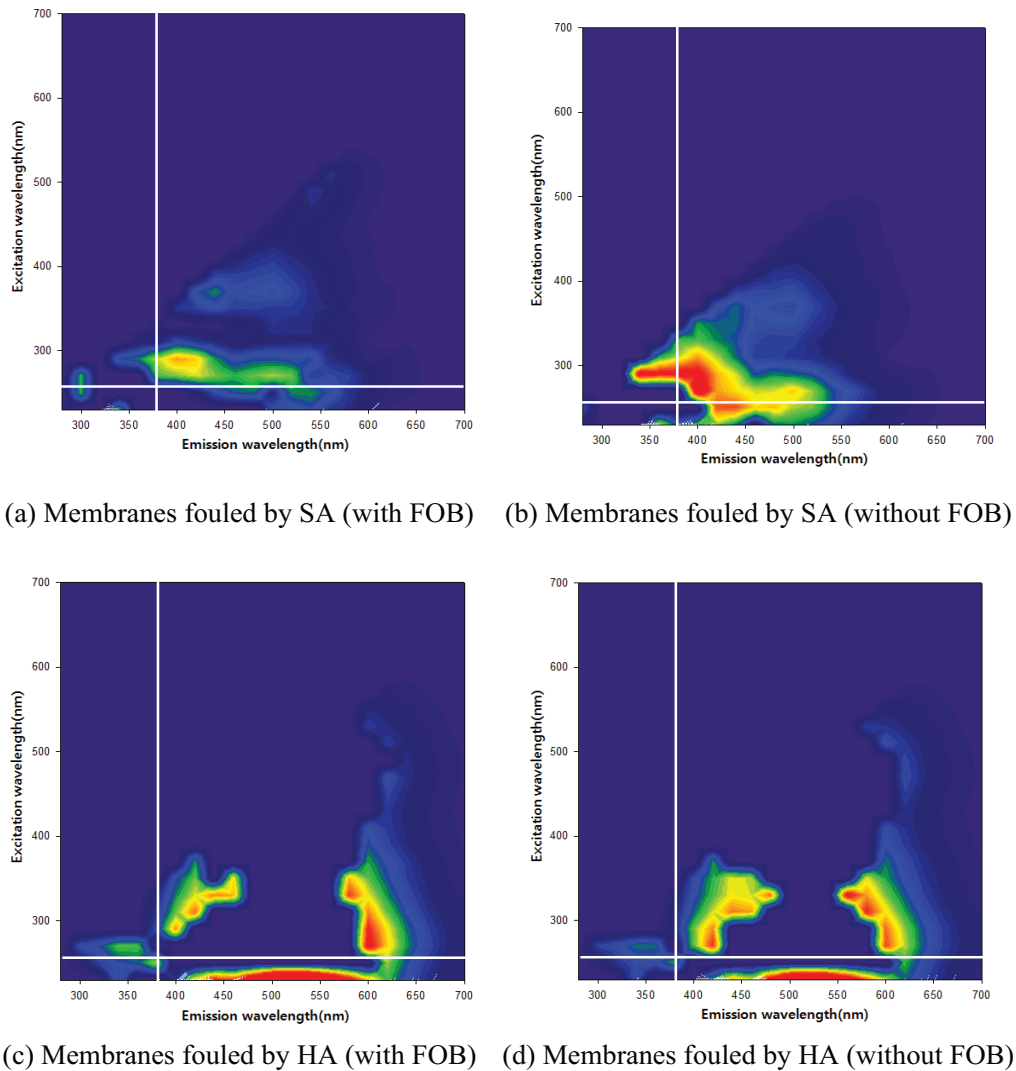 700
600
500
400
300
Excitation wavelength(nm)
300 350 400 450 500 550 600 650 700
Emission wavelength(nm)
(a) Membranes fouled by SA (with FOB)
700
600
500
400
300
Excitation wavelength(nm)
300 350 400 450 500 550 600 650 700
Emission wavelength(nm)
(b) Membranes fouled by SA (without FOB)
700
600
500
400
300
Excitation wavelength(nm)
300 350 400 450 500 550 600 650 700
Emission wavelength(nm)
(c) Membranes fouled by HA (with FOB)
700
600
500
400
300
Excitation wavelength(nm)
300 350 400 450 500 550 600 650 700
Emission wavelength(nm)
(d) Membranes fouled by HA (without FOB)